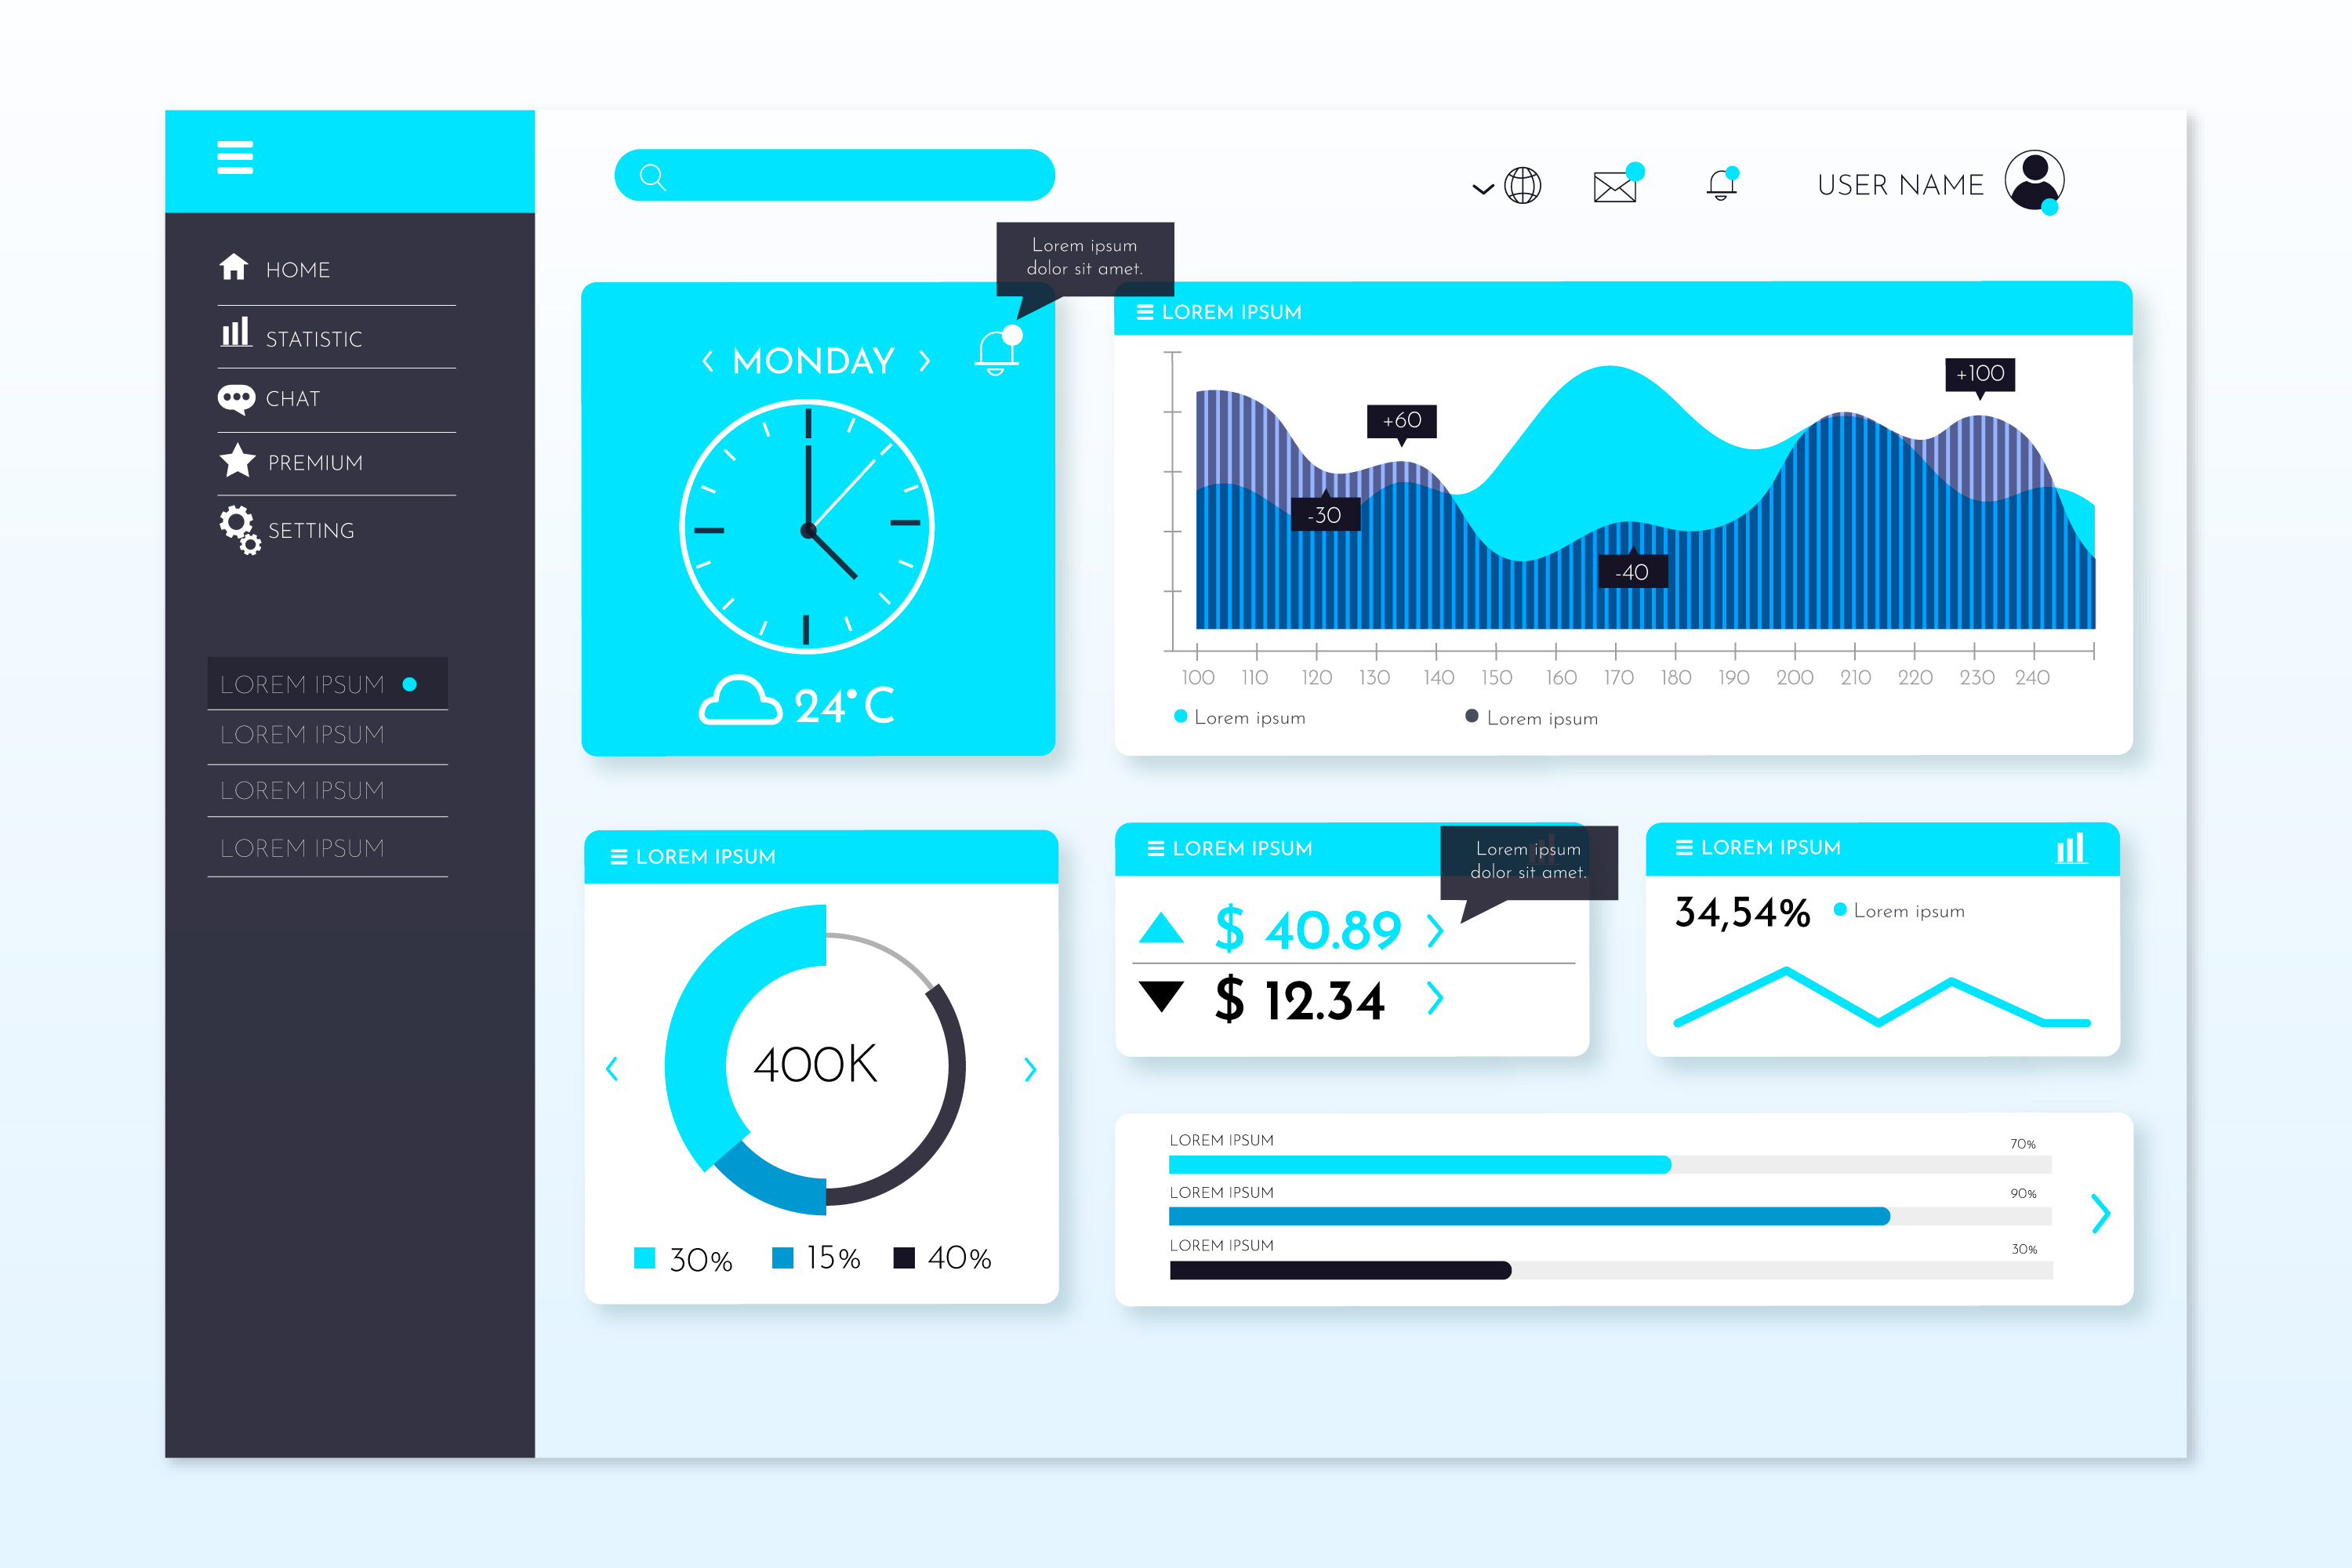 USER NAME
HOME
STATISTIC
CHAT
PREMIUM
SETTING
LOREM IPSUM
LOREM IPSUM
LOREM IPSUM
LOREM IPSUM
Lorem ipsum
dolor sit amet.
MONDAY
24°C
LOREM IPSUM
+100
+60
-30
-40
100 110 120 130 140 150 160 170 180 190 200 210 220 230 240
Lorem ipsum
Lorem ipsum
LOREM IPSUM
400K
30% 15% 40%
LOREM IPSUM
Lorem ipsum
dolor sit amet.
$ 40.89
$ 12.34
LOREM IPSUM
34,54%
Lorem ipsum
LOREM IPSUM
70%
LOREM IPSUM
90%
LOREM IPSUM
30%